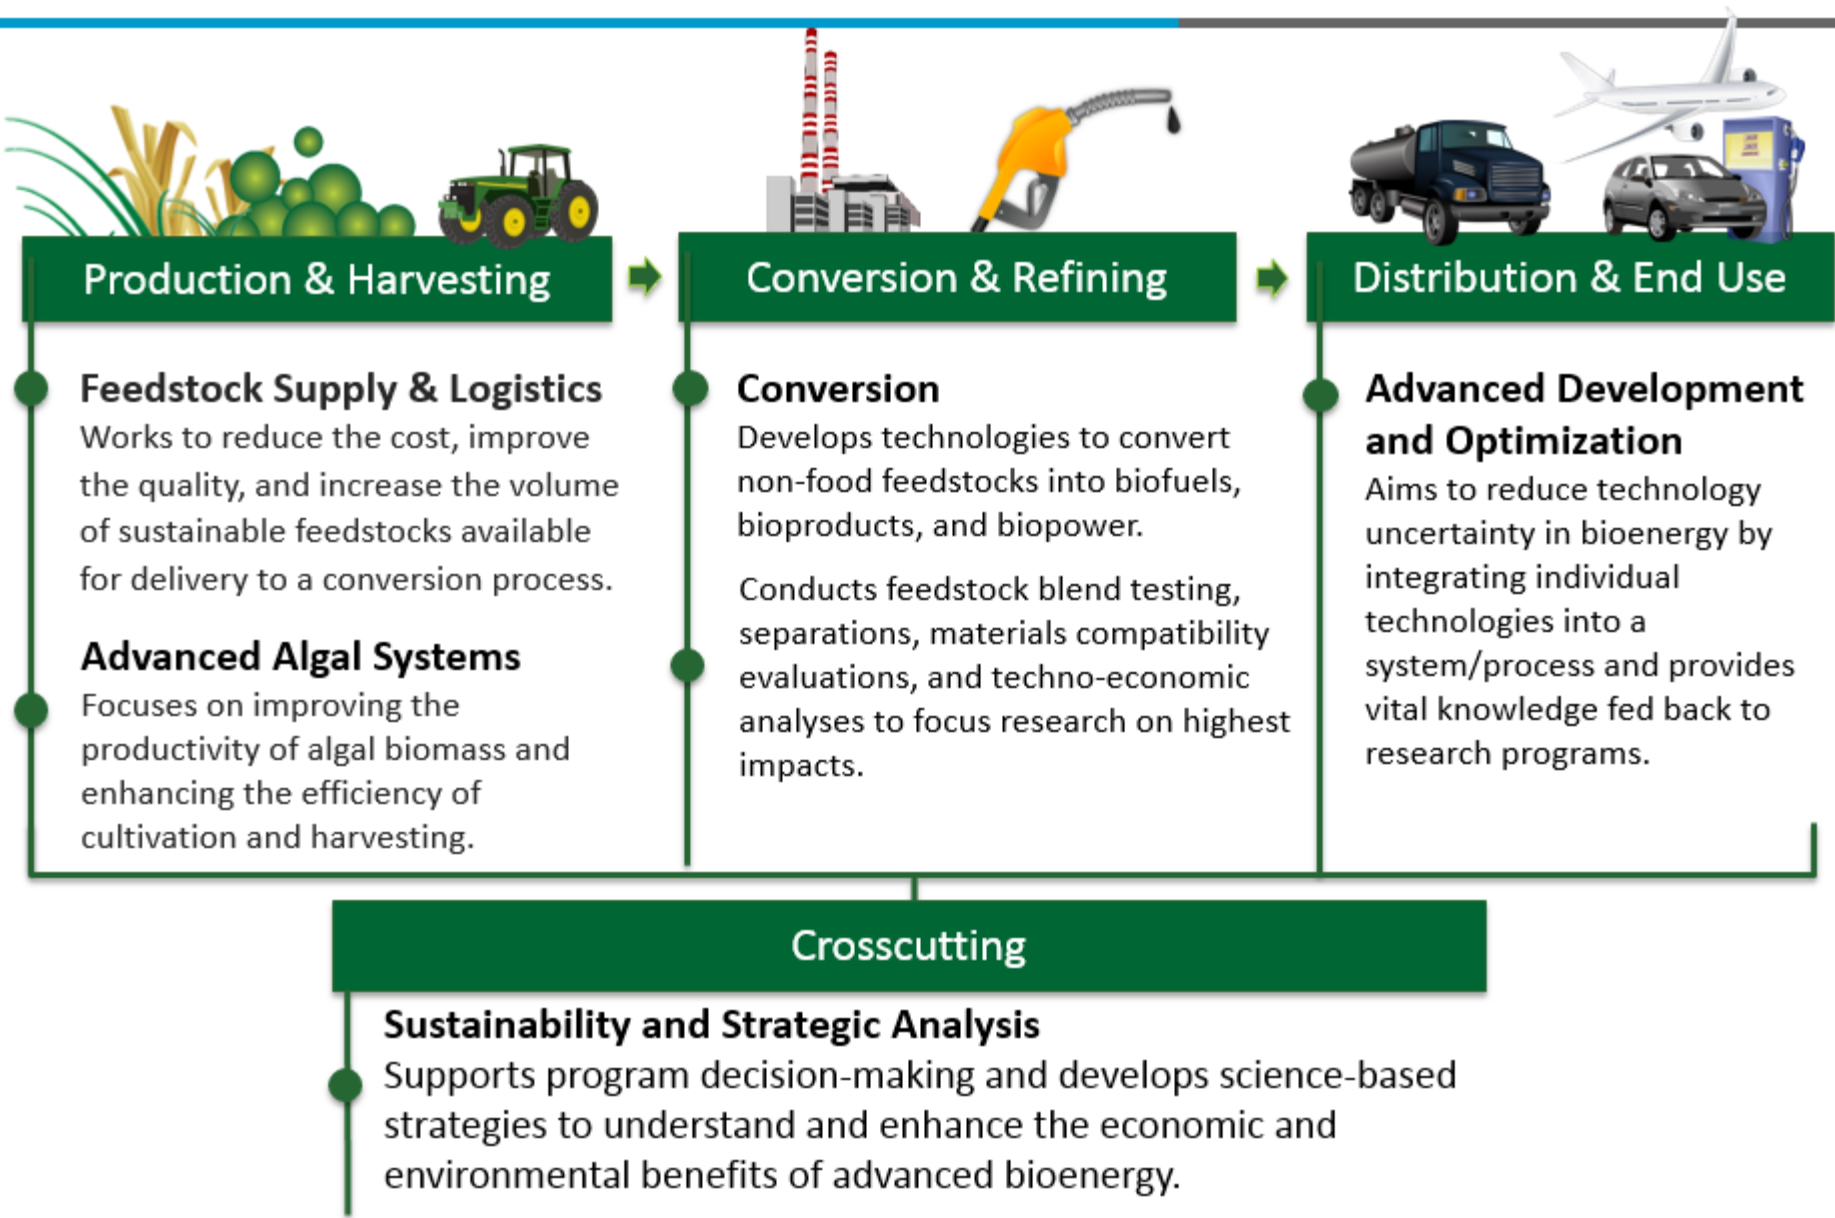 Production & Harvesting
Feedstock Supply & Logistics
Works to reduce the cost, improve
the quality, and increase the volume
of sustainable feedstocks available
for delivery to a conversion process.
Advanced Algal Systems
Focuses on improving the
productivity of algal biomass and
enhancing the efficiency of
cultivation and harvesting.
Conversion & Refining
Conversion
Develops technologies to convert
non-food feedstocks into biofuels,
bioproducts, and biopower.
Conducts feedstock blend testing,
separations, materials compatibility
evaluations, and techno-economic
analyses to focus research on highest
impacts.
Distribution & End Use
Advanced Development
and Optimization
Aims to reduce technology
uncertainty in bioenergy by
integrating individual
technologies into a
system/process and provides
vital knowledge fed back to
research programs.
Crosscutting
Sustainability and Strategic Analysis
Supports program decision-making and develops science-based
strategies to understand and enhance the economic and
environmental benefits of advanced bioenergy.